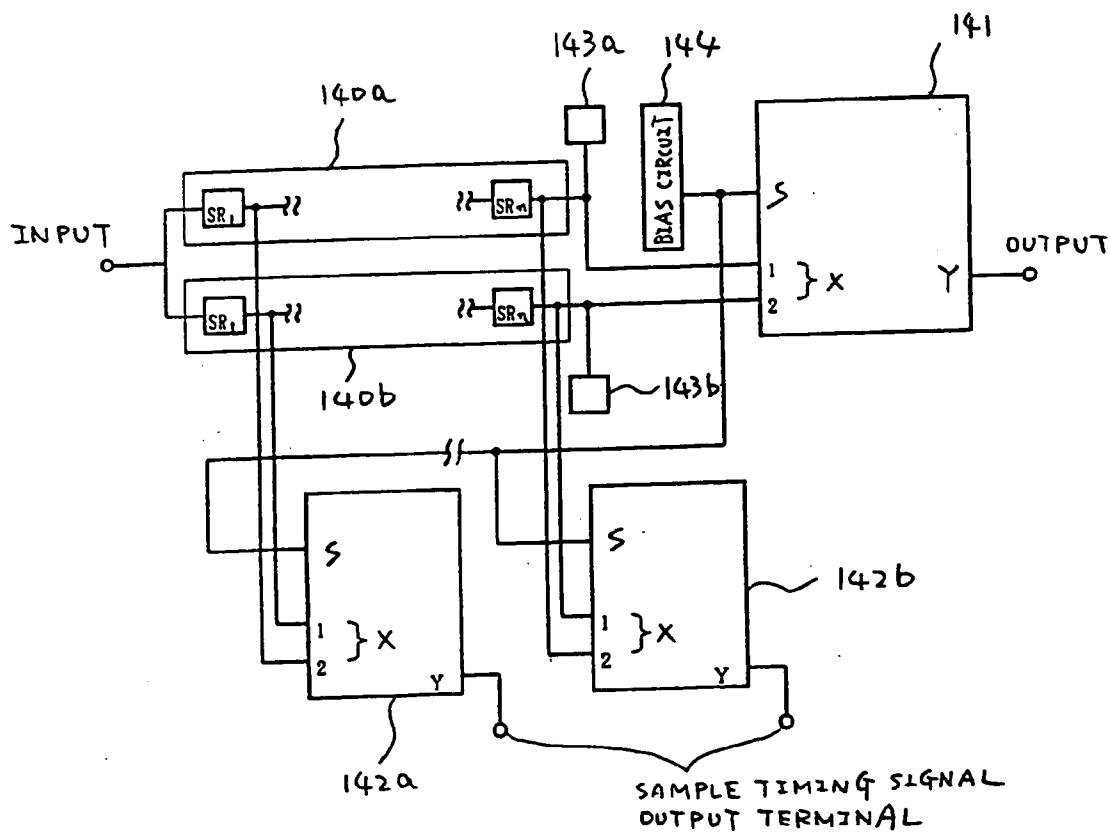 143a
144
141
140a
BIAS CIRCUIT
SR1
SRn
S
INPUT
OUTPUT
1
2
} X
Y
SR1
SRn
140b
143b
S
1
2
} X
Y
142a
S
1
2
} X
Y
142b
SAMPLE TIMING SIGNAL
OUTPUT TERMINAL